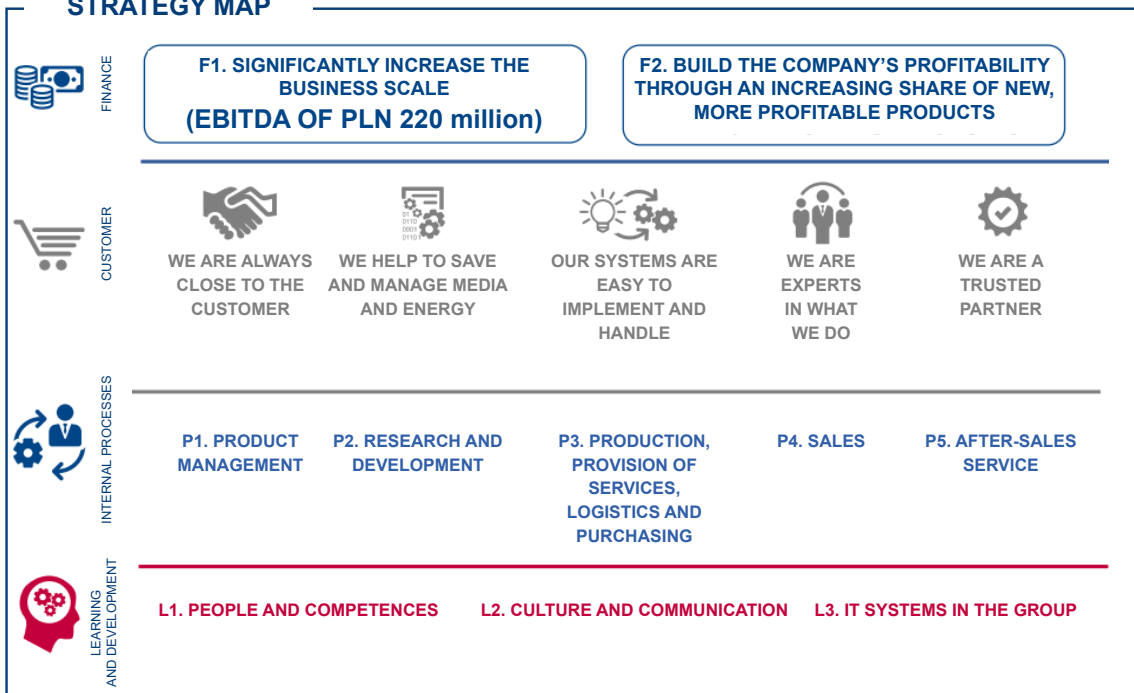 STRATEGY MAP
FINANCE
F1. SIGNIFICANTLY INCREASE THE
BUSINESS SCALE
(EBITDA OF PLN 220 million)
F2. BUILD THE COMPANY'S PROFITABILITY
THROUGH AN INCREASING SHARE OF NEW,
MORE PROFITABLE PRODUCTS
CUSTOMER
01
0110
0001
01101
WE ARE ALWAYS
CLOSE TO THE
CUSTOMER
WE HELP TO SAVE
AND MANAGE MEDIA
AND ENERGY
OUR SYSTEMS ARE
EASY TO
IMPLEMENT AND
HANDLE
WE ARE
EXPERTS
IN WHAT
WE DO
WE ARE A
TRUSTED
PARTNER
INTERNAL PROCESSES
P1. PRODUCT
MANAGEMENT
P2. RESEARCH AND
DEVELOPMENT
P3. PRODUCTION,
PROVISION OF
SERVICES,
LOGISTICS AND
PURCHASING
P4. SALES
P5. AFTER-SALES
SERVICE
LEARNING
AND DEVELOPMENT
L1. PEOPLE AND COMPETENCES
L2. CULTURE AND COMMUNICATION
L3. IT SYSTEMS IN THE GROUP